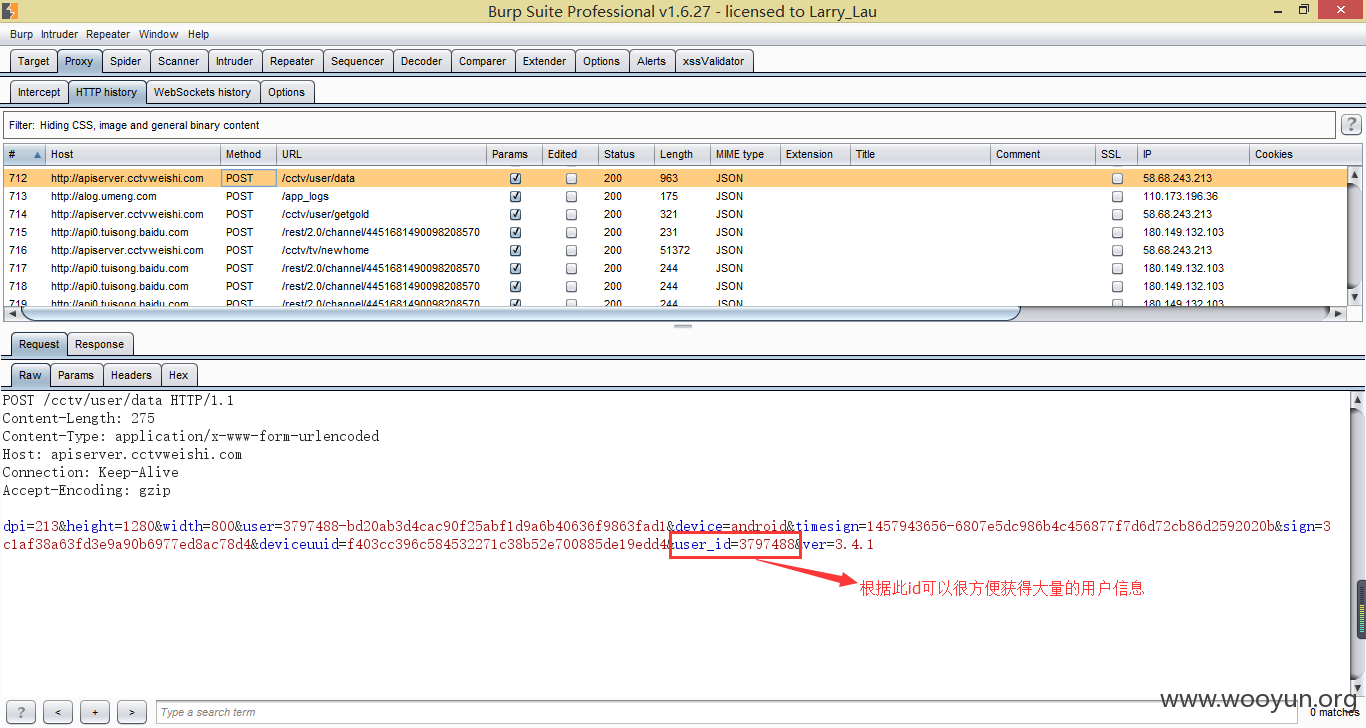 Burp Suite Professional v1.6.27 - licensed to Larry_Lau
Burp Intruder Repeater Window Help
Target Proxy Spider Scanner Intruder Repeater Sequencer Decoder Comparer Extender Options Alerts xssValidator
Intercept HTTP history WebSockets history Options
Filter: Hiding CSS, image and general binary content ?
# Host Method URL Params Edited Status Length MIME type Extension Title Comment SSL IP Cookies
712 http://apiserver.cctvweishi.com POST /cctv/user/data 200 963 JSON 58.68.243.213
713 http://alog.umeng.com POST /app_logs 200 175 JSON 110.173.196.36
714 http://apiserver.cctvweishi.com POST /cctv/user/getgold 200 321 JSON 58.68.243.213
715 http://api0.tuisong.baidu.com POST /rest/2.0/channel/4451681490098208570 200 231 JSON 180.149.132.103
716 http://apiserver.cctvweishi.com POST /cctv/tv/newhome 200 51372 JSON 58.68.243.213
717 http://api0.tuisong.baidu.com POST /rest/2.0/channel/4451681490098208570 200 244 JSON 180.149.132.103
718 http://api0.tuisong.baidu.com POST /rest/2.0/channel/4451681490098208570 200 244 JSON 180.149.132.103
719 http://api0.tuisong.baidu.com POST /rest/2.0/channel/4451681490098208570 200 244 JSON 180.149.132.103
Request Response
Raw Params Headers Hex
POST /cctv/user/data HTTP/1.1
Content-Length: 275
Content-Type: application/x-www-form-urlencoded
Host: apiserver.cctvweishi.com
Connection: Keep-Alive
Accept-Encoding: gzip
dpi=213&height=1280&width=800&user=3797488-bd20ab3d4cac90f25abf1d9a6b40636f9863fad1&device=android&timesign=1457943656-6807e5dc986b4c456877f7d6d72cb86d2592020b&sign=3
c1af38a63fd3e9a90b6977ed8ac78d4&deviceuuid=f403cc396c584532271c38b52e700885de19edd4&user_id=3797488&ver=3.4.1
根据此id可以很方便获得大量的用户信息
www.wooyun.org
? < + > Type a search term 0 matches